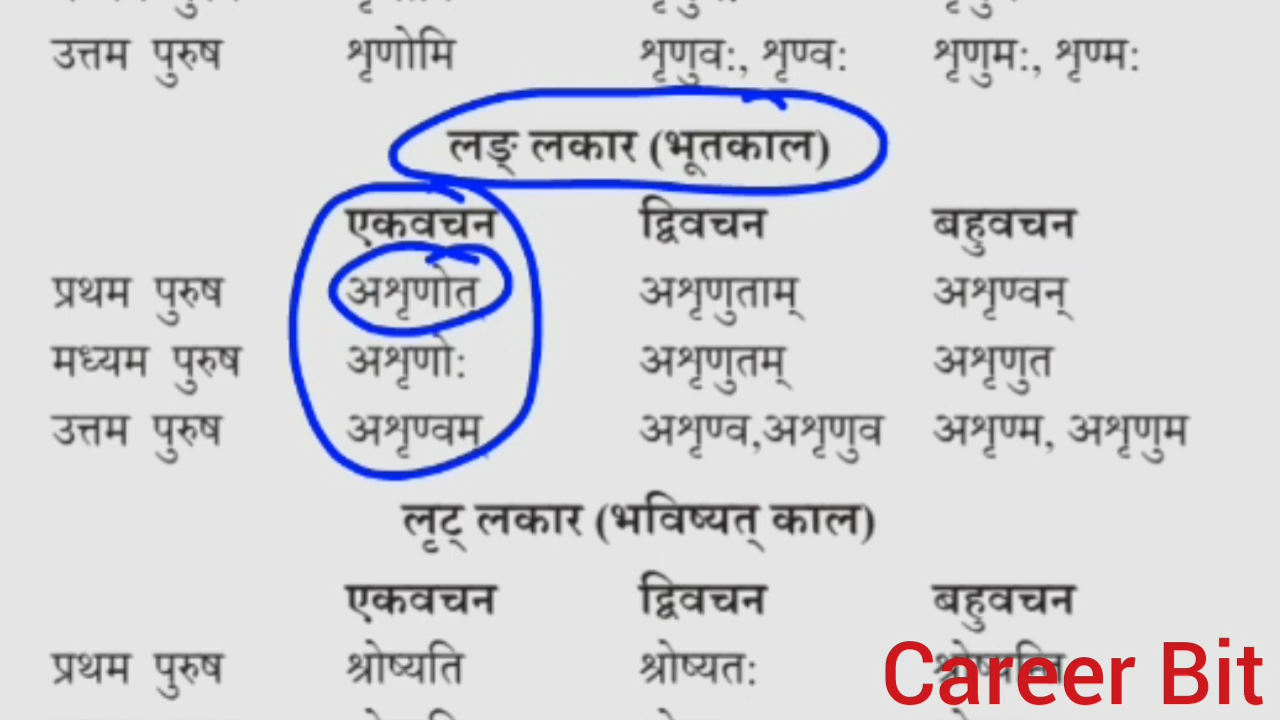 उत्तम पुरुष शृणोमि शृणुव:, शृण्व: शृणुम:, शृण्म:
लङ् लकार (भूतकाल)
एकवचन द्विवचन बहुवचन
प्रथम पुरुष अशृणोत अशृणुताम् अशृण्वन्
मध्यम पुरुष अशृणो: अशृणुतम् अशृणुत
उत्तम पुरुष अशृण्वम् अशृण्व,अशृणुव अशृण्म, अशृणुम
लृट् लकार (भविष्यत् काल)
एकवचन द्विवचन बहुवचन
प्रथम पुरुष श्रोष्यति श्रोष्यत: श्रोष्यन्ति
Career Bit